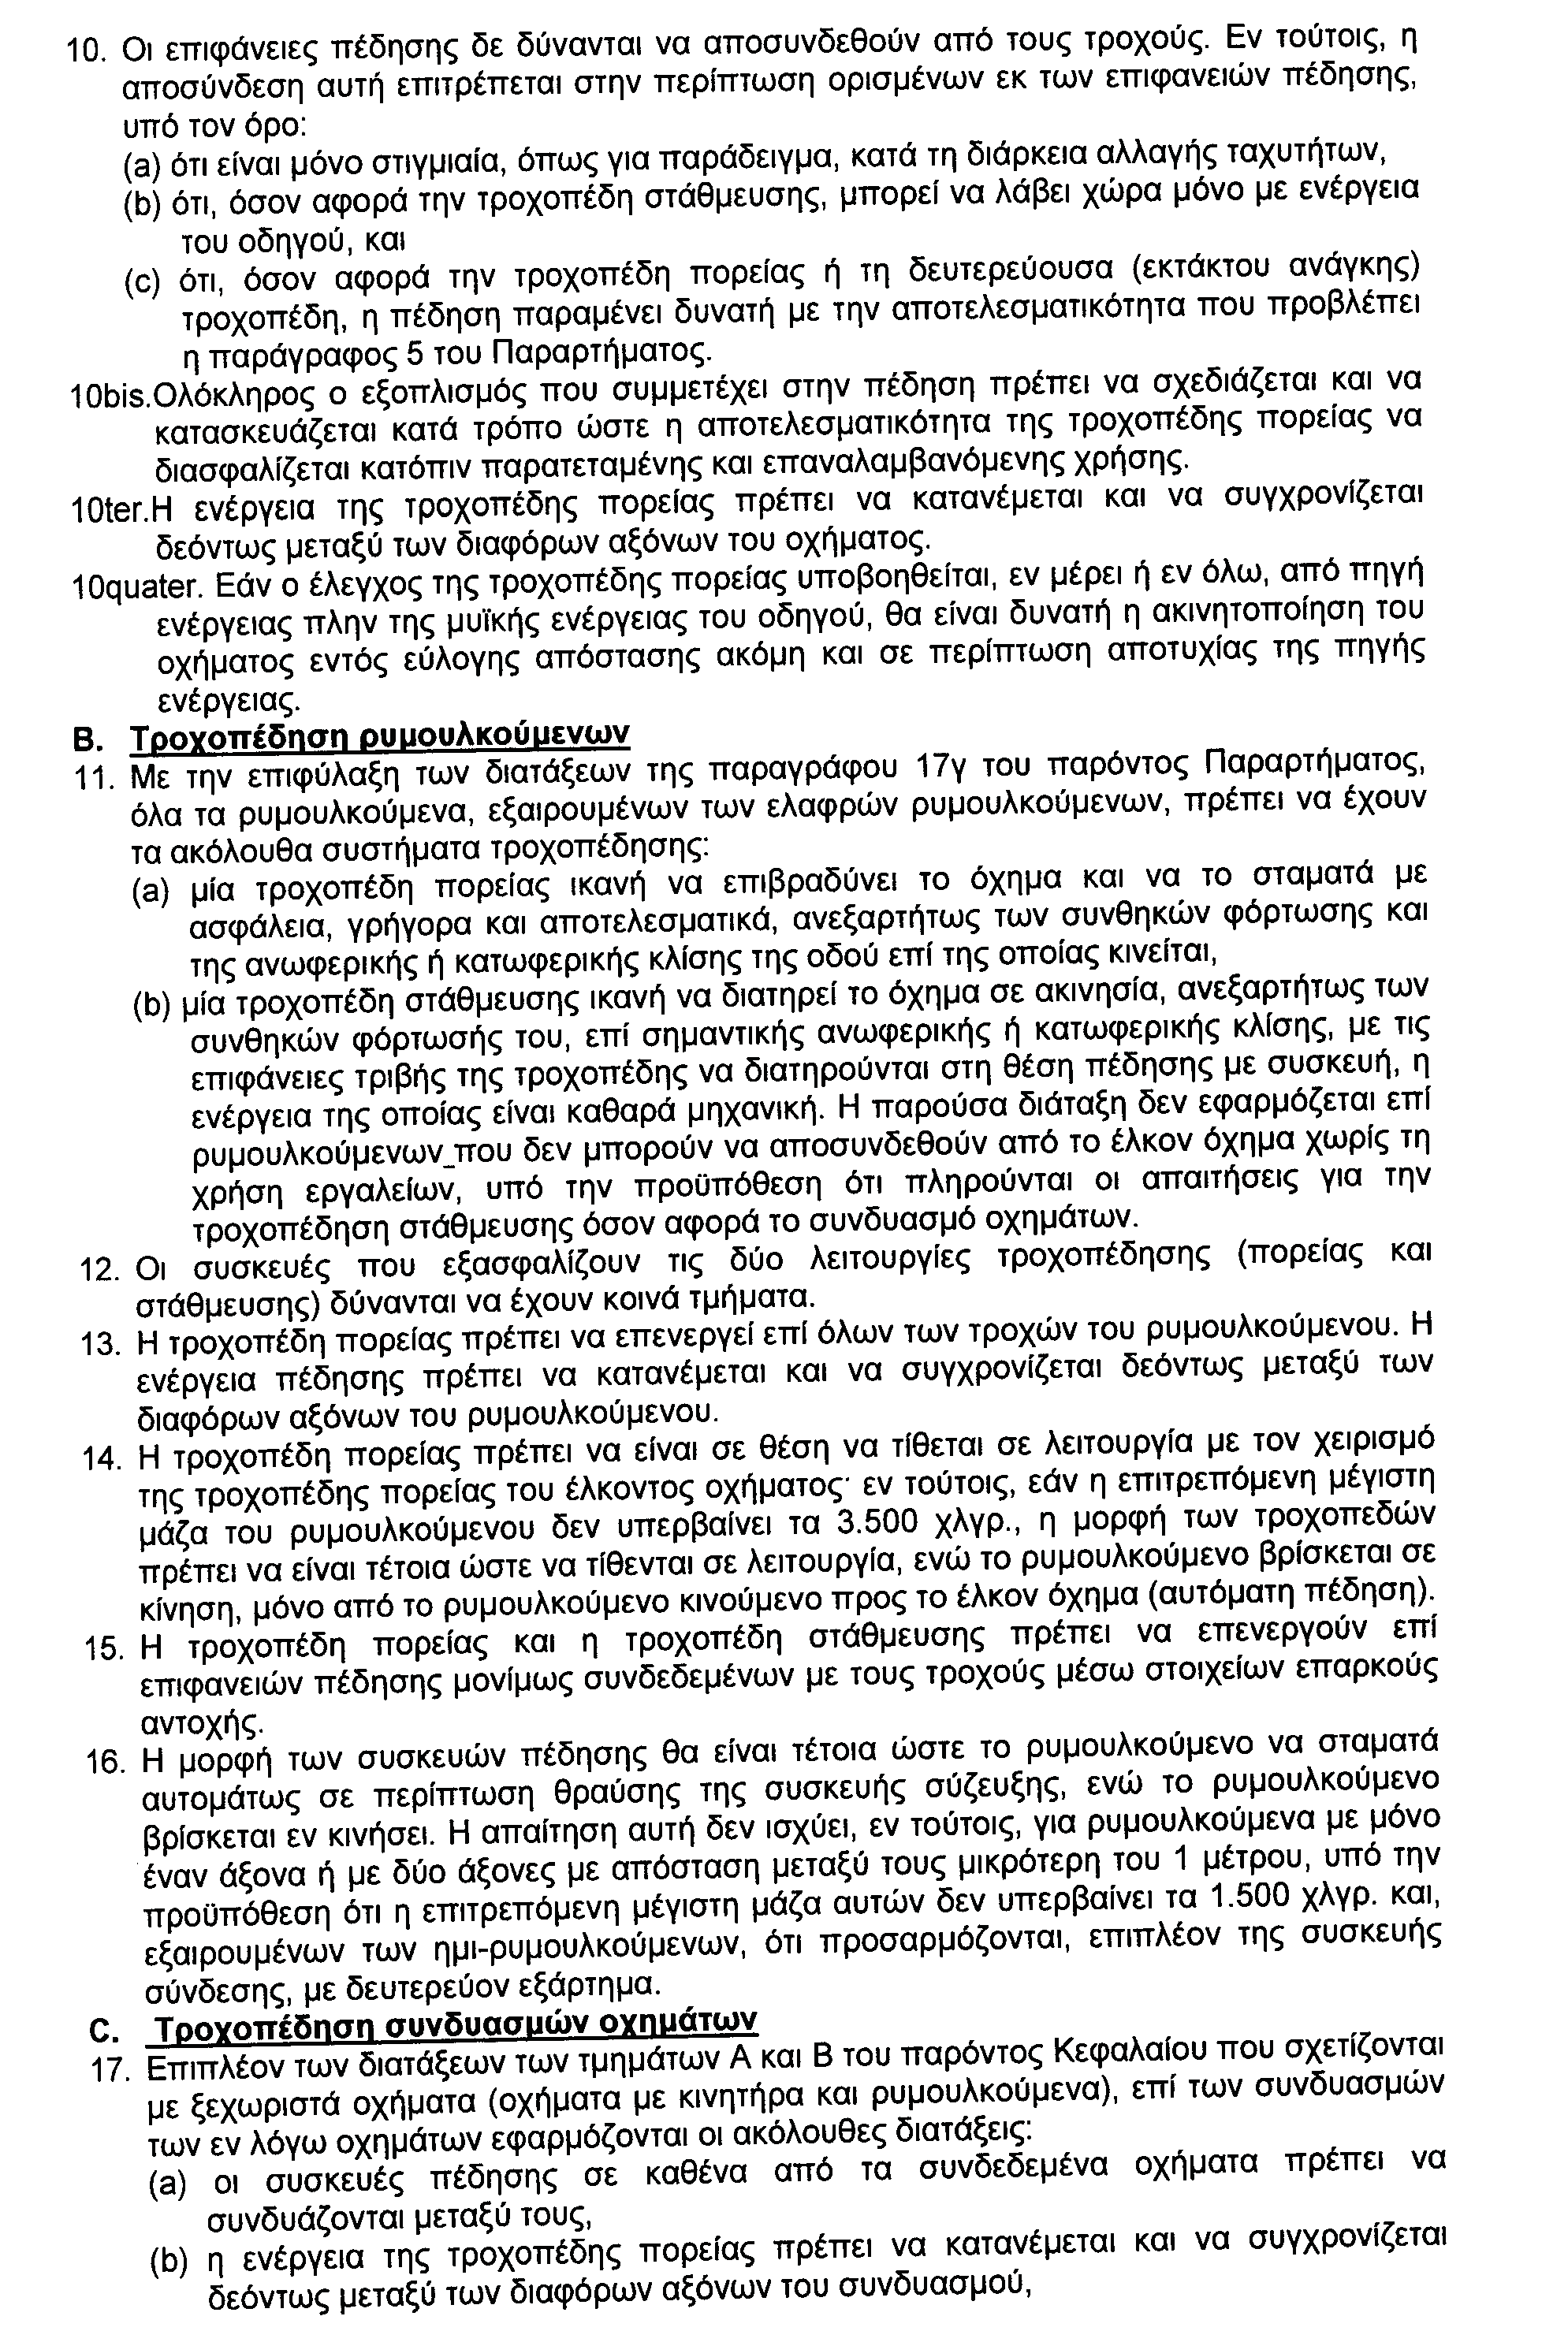 10. Οι επιφάνειες πέδησης δε δύνανται να αποσυνδεθούν από τους τροχούς. Εν τούτοις, η
αποσύνδεση αυτή επιτρέπεται στην περίπτωση ορισμένων εκ των επιφανειών πέδησης,
υπό τον όρο:
(a) ότι είναι μόνο στιγμιαία, όπως για παράδειγμα, κατά τη διάρκεια αλλαγής ταχυτήτων,
(b) ότι, όσον αφορά την τροχοπέδη στάθμευσης, μπορεί να λάβει χώρα μόνο με ενέργεια
του οδηγού, και
(c) ότι, όσον αφορά την τροχοπέδη πορείας ή τη δευτερεύουσα (εκτάκτου ανάγκης)
τροχοπέδη, η πέδηση παραμένει δυνατή με την αποτελεσματικότητα που προβλέπει
η παράγραφος 5 του Παραρτήματος.
10bis.Ολόκληρος ο εξοπλισμός που συμμετέχει στην πέδηση πρέπει να σχεδιάζεται και να
κατασκευάζεται κατά τρόπο ώστε η αποτελεσματικότητα της τροχοπέδης πορείας να
διασφαλίζεται κατόπιν παρατεταμένης και επαναλαμβανόμενης χρήσης.
10ter.Η ενέργεια της τροχοπέδης πορείας πρέπει να κατανέμεται και να συγχρονίζεται
δεόντως μεταξύ των διαφόρων αξόνων του οχήματος.
10quater. Εάν ο έλεγχος της τροχοπέδης πορείας υποβοηθείται, εν μέρει ή εν όλω, από πηγή
ενέργειας πλην της μυϊκής ενέργειας του οδηγού, θα είναι δυνατή η ακινητοποίηση του
οχήματος εντός εύλογης απόστασης ακόμη και σε περίπτωση αποτυχίας της πηγής
ενέργειας.
B. Τροχοπέδηση ρυμουλκούμενων
11. Με την επιφύλαξη των διατάξεων της παραγράφου 17γ του παρόντος Παραρτήματος,
όλα τα ρυμουλκούμενα, εξαιρουμένων των ελαφρών ρυμουλκούμενων, πρέπει να έχουν
τα ακόλουθα συστήματα τροχοπέδησης:
(a) μία τροχοπέδη πορείας ικανή να επιβραδύνει το όχημα και να το σταματά με
ασφάλεια, γρήγορα και αποτελεσματικά, ανεξαρτήτως των συνθηκών φόρτωσης και
της ανωφερικής ή κατωφερικής κλίσης της οδού επί της οποίας κινείται,
(b) μία τροχοπέδη στάθμευσης ικανή να διατηρεί το όχημα σε ακινησία, ανεξαρτήτως των
συνθηκών φόρτωσής του, επί σημαντικής ανωφερικής ή κατωφερικής κλίσης, με τις
επιφάνειες τριβής της τροχοπέδης να διατηρούνται στη θέση πέδησης με συσκευή, η
ενέργεια της οποίας είναι καθαρά μηχανική. Η παρούσα διάταξη δεν εφαρμόζεται επί
ρυμουλκούμενων_που δεν μπορούν να αποσυνδεθούν από το έλκον όχημα χωρίς τη
χρήση εργαλείων, υπό την προϋπόθεση ότι πληρούνται οι απαιτήσεις για την
τροχοπέδηση στάθμευσης όσον αφορά το συνδυασμό οχημάτων.
12. Οι συσκευές που εξασφαλίζουν τις δύο λειτουργίες τροχοπέδησης (πορείας και
στάθμευσης) δύνανται να έχουν κοινά τμήματα.
13. Η τροχοπέδη πορείας πρέπει να επενεργεί επί όλων των τροχών του ρυμουλκούμενου. Η
ενέργεια πέδησης πρέπει να κατανέμεται και να συγχρονίζεται δεόντως μεταξύ των
διαφόρων αξόνων του ρυμουλκούμενου.
14. Η τροχοπέδη πορείας πρέπει να είναι σε θέση να τίθεται σε λειτουργία με τον χειρισμό
της τροχοπέδης πορείας του έλκοντος οχήματος· εν τούτοις, εάν η επιτρεπόμενη μέγιστη
μάζα του ρυμουλκούμενου δεν υπερβαίνει τα 3.500 χλγρ., η μορφή των τροχοπεδών
πρέπει να είναι τέτοια ώστε να τίθενται σε λειτουργία, ενώ το ρυμουλκούμενο βρίσκεται σε
κίνηση, μόνο από το ρυμουλκούμενο κινούμενο προς το έλκον όχημα (αυτόματη πέδηση).
15. Η τροχοπέδη πορείας και η τροχοπέδη στάθμευσης πρέπει να επενεργούν επί
επιφανειών πέδησης μονίμως συνδεδεμένων με τους τροχούς μέσω στοιχείων επαρκούς
αντοχής.
16. Η μορφή των συσκευών πέδησης θα είναι τέτοια ώστε το ρυμουλκούμενο να σταματά
αυτομάτως σε περίπτωση θραύσης της συσκευής σύζευξης, ενώ το ρυμουλκούμενο
βρίσκεται εν κινήσει. Η απαίτηση αυτή δεν ισχύει, εν τούτοις, για ρυμουλκούμενα με μόνο
έναν άξονα ή με δύο άξονες με απόσταση μεταξύ τους μικρότερη του 1 μέτρου, υπό την
προϋπόθεση ότι η επιτρεπόμενη μέγιστη μάζα αυτών δεν υπερβαίνει τα 1.500 χλγρ. και,
εξαιρουμένων των ημι-ρυμουλκούμενων, ότι προσαρμόζονται, επιπλέον της συσκευής
σύνδεσης, με δευτερεύον εξάρτημα.
C. Τροχοπέδηση συνδυασμών οχημάτων
17. Επιπλέον των διατάξεων των τμημάτων Α και Β του παρόντος Κεφαλαίου που σχετίζονται
με ξεχωριστά οχήματα (οχήματα με κινητήρα και ρυμουλκούμενα), επί των συνδυασμών
των εν λόγω οχημάτων εφαρμόζονται οι ακόλουθες διατάξεις:
(a) οι συσκευές πέδησης σε καθένα από τα συνδεδεμένα οχήματα πρέπει να
συνδυάζονται μεταξύ τους,
(b) η ενέργεια της τροχοπέδης πορείας πρέπει να κατανέμεται και να συγχρονίζεται
δεόντως μεταξύ των διαφόρων αξόνων του συνδυασμού,